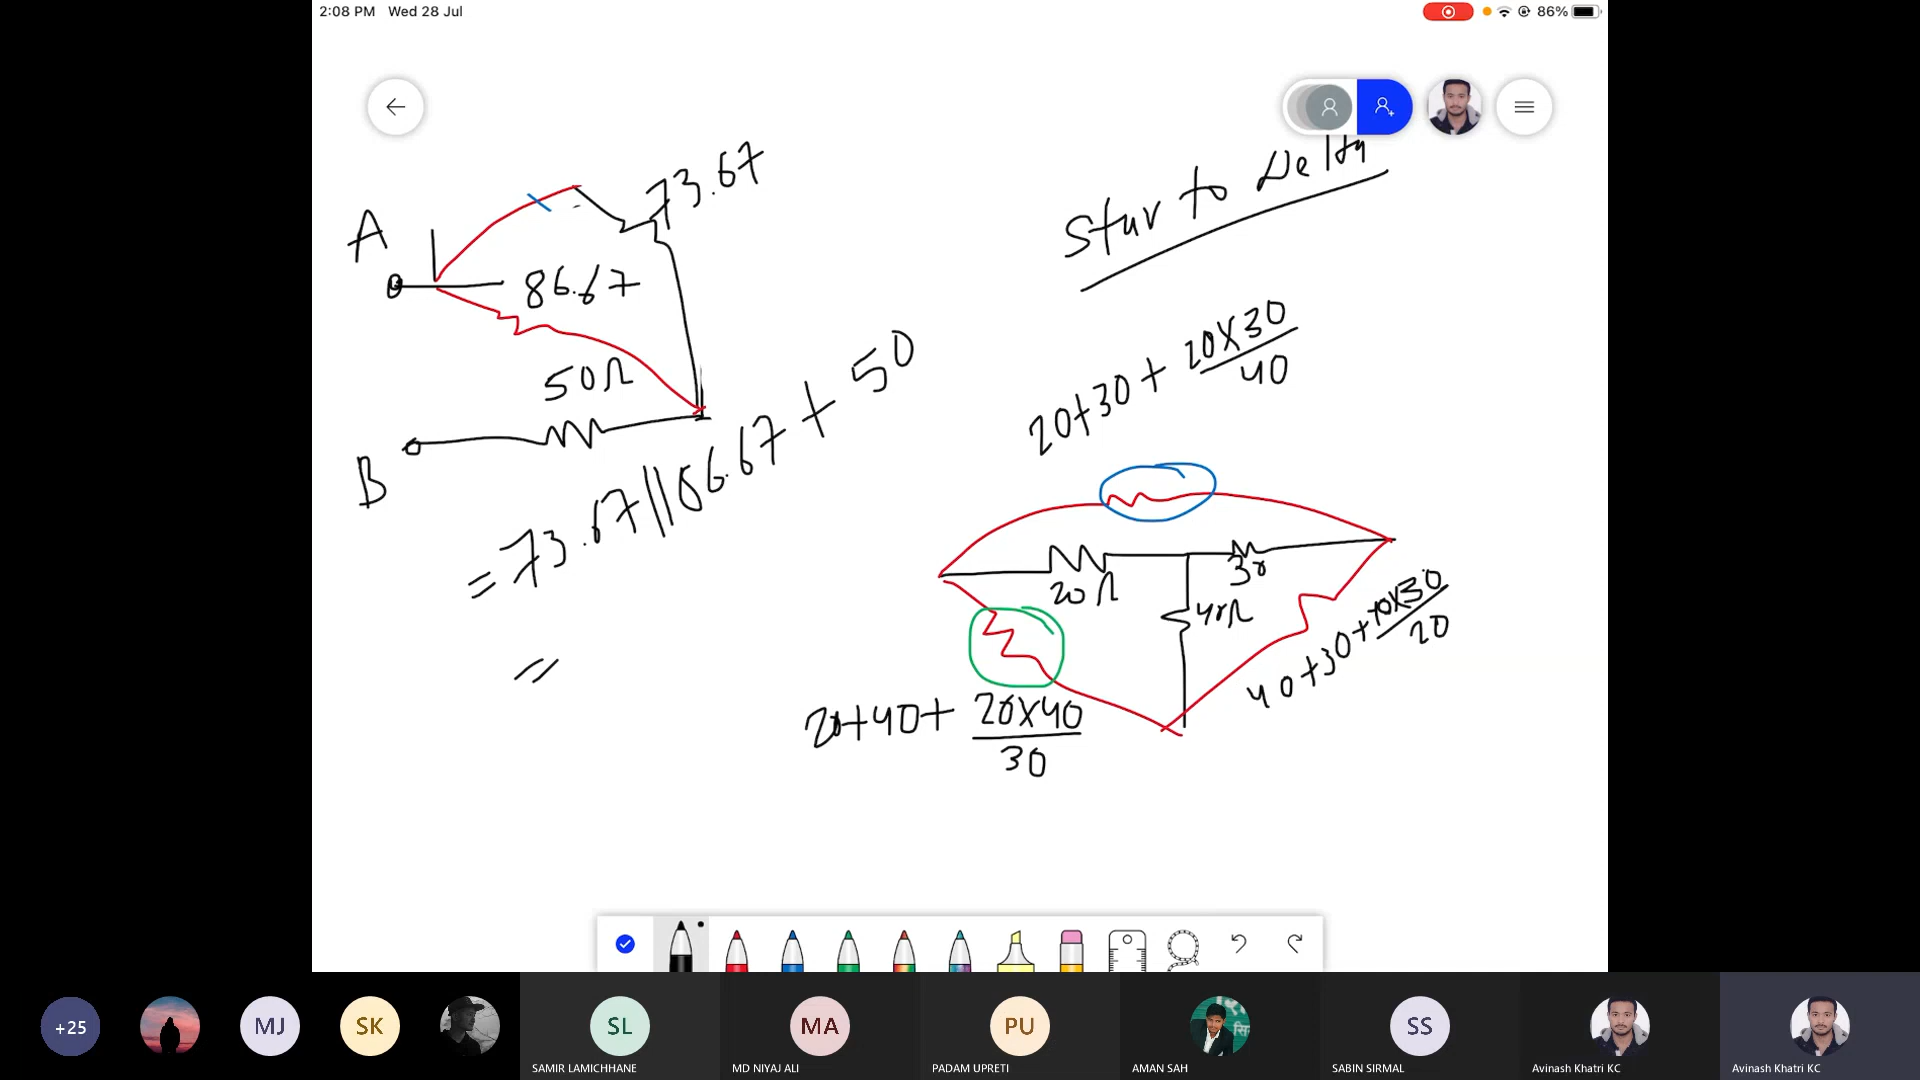 2:08 PM Wed 28 Jul
86%
A
73.67
86.67
50Ω
B
= 73.67||86.67 + 50
=
Star to Delta
20+30+ 20x30
40
20Ω
30
40Ω
20+40+ 20x40
30
40+30+ 40x30
20
+25
MJ
SK
SL
SAMIR LAMICHHANE
MA
MD NIYAJ ALI
PU
PADAM UPRETI
AMAN SAH
SS
SABIN SIRMAL
Avinash Khatri KC
Avinash Khatri KC